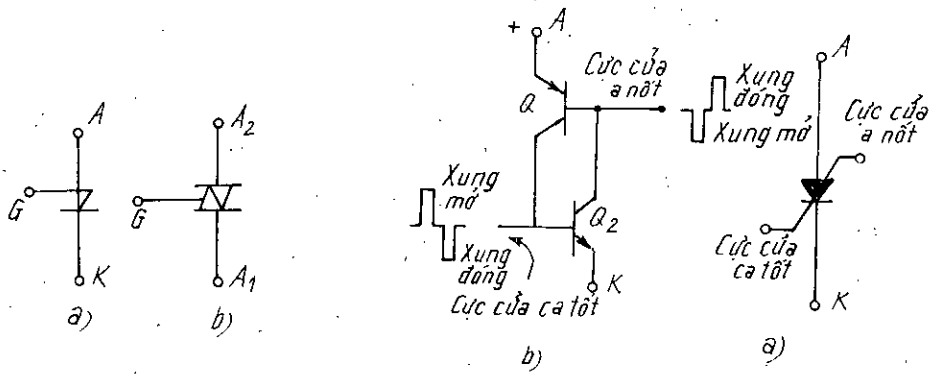 A
G
K
a)
A2
G
A1
b)
+ A
Cực cửa
a nốt
Q
Xung
mở
Q2
Xung
đóng
K
Cực cửa ca tốt
b)
Xung
đóng
Xung mở
A
Cực cửa
a nốt
Cực cửa
ca tốt
K
a)